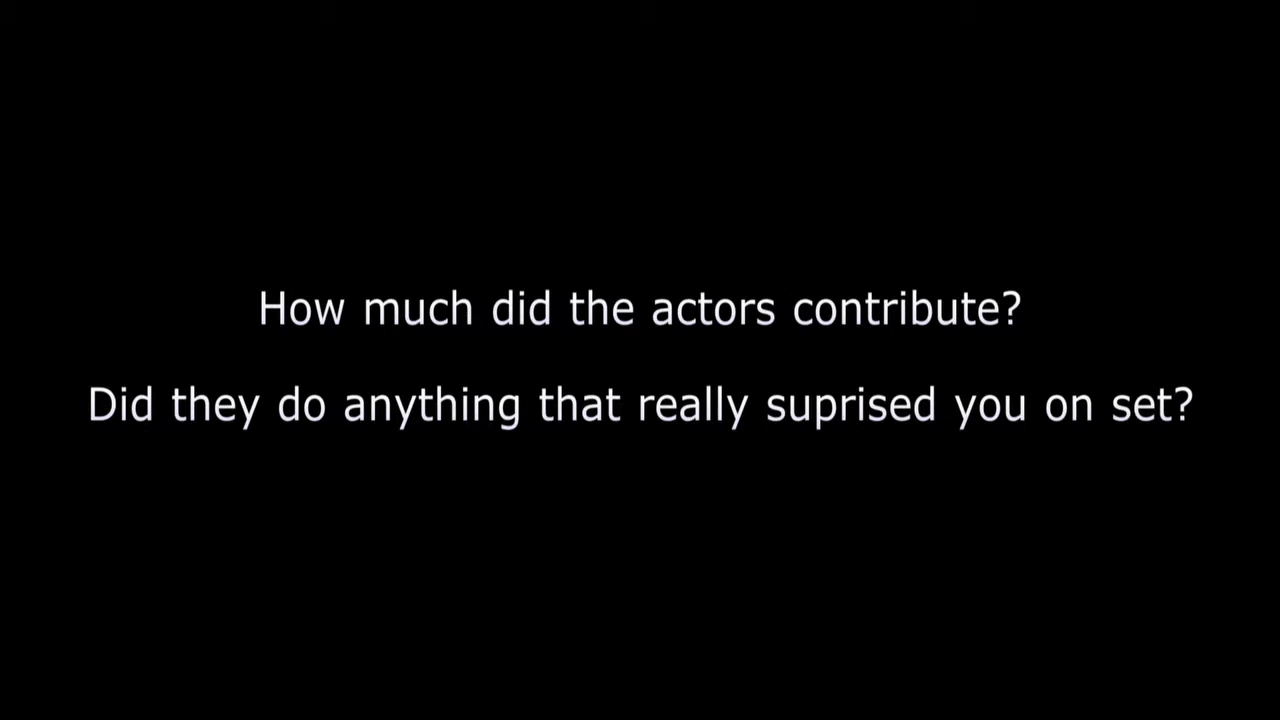 How much did the actors contribute?
Did they do anything that really suprised you on set?